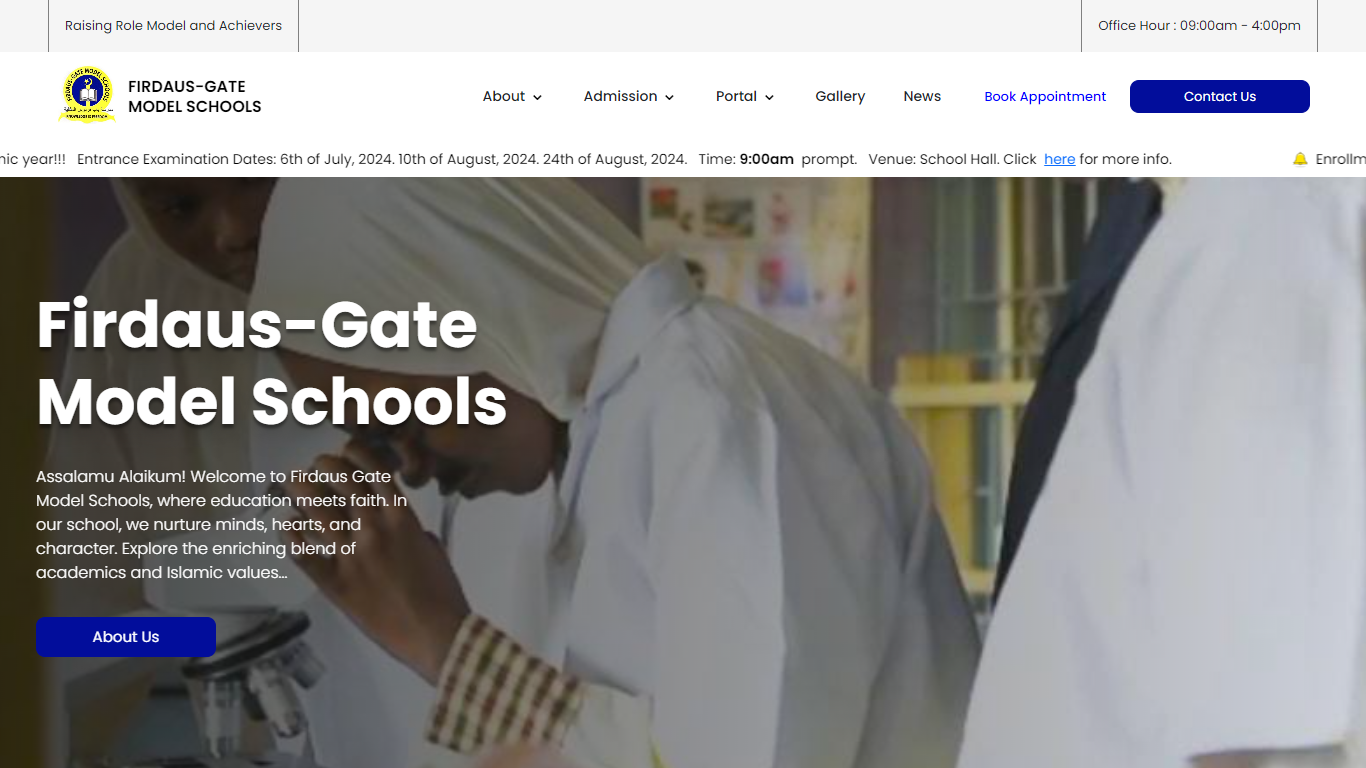 Raising Role Model and Achievers
Office Hour : 09:00am - 4:00pm
FIRDAUS-GATE
MODEL SCHOOLS
About
Admission
Portal
Gallery
News
Book Appointment
Contact Us
nic year!!! Entrance Examination Dates: 6th of July, 2024. 10th of August, 2024. 24th of August, 2024. Time: 9:00am prompt. Venue: School Hall. Click here for more info.
🔔 Enrollm
Firdaus-Gate
Model Schools
Assalamu Alaikum! Welcome to Firdaus Gate
Model Schools, where education meets faith. In
our school, we nurture minds, hearts, and
character. Explore the enriching blend of
academics and Islamic values...
About Us